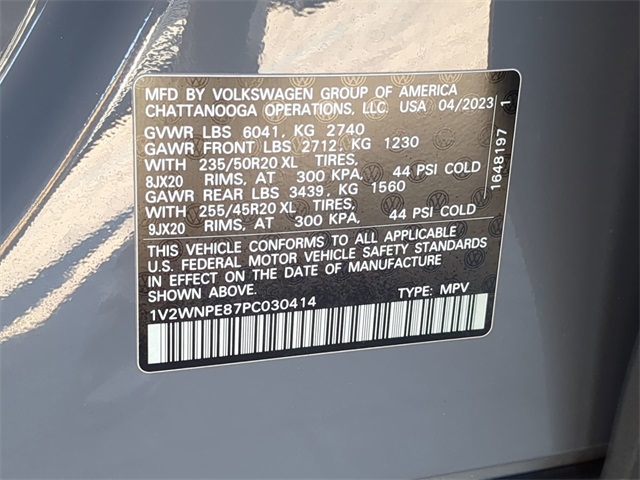 MFD BY VOLKSWAGEN GROUP OF AMERICA
CHATTANOOGA OPERATIONS, LLC. USA 04/2023
GVWR LBS 6041, KG 2740
GAWR FRONT LBS 2712, KG 1230
WITH 235/50R20 XL TIRES,
8JX20 RIMS, AT 300 KPA, 44 PSI COLD
GAWR REAR LBS 3439, KG 1560
WITH 255/45R20 XL TIRES,
9JX20 RIMS, AT 300 KPA, 44 PSI COLD
THIS VEHICLE CONFORMS TO ALL APPLICABLE
U.S. FEDERAL MOTOR VEHICLE SAFETY STANDARDS
IN EFFECT ON THE DATE OF MANUFACTURE
SHOWN ABOVE.
1V2WNPE87PC030414 TYPE: MPV
1648197 1